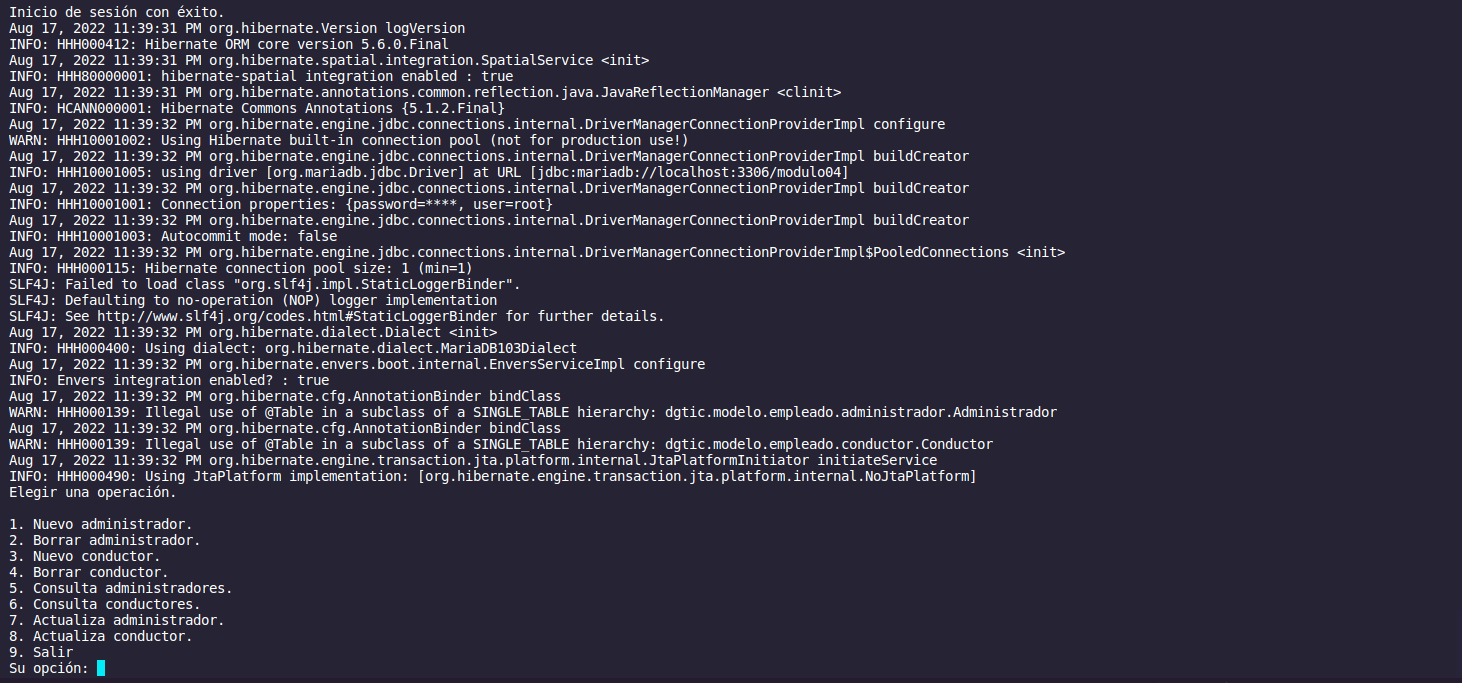 Inicio de sesión con éxito.
Aug 17, 2022 11:39:31 PM org.hibernate.Version logVersion
INFO: HHH000412: Hibernate ORM core version 5.6.0.Final
Aug 17, 2022 11:39:31 PM org.hibernate.spatial.integration.SpatialService <init>
INFO: HHH80000001: hibernate-spatial integration enabled : true
Aug 17, 2022 11:39:31 PM org.hibernate.annotations.common.reflection.java.JavaReflectionManager <clinit>
INFO: HCANN000001: Hibernate Commons Annotations {5.1.2.Final}
Aug 17, 2022 11:39:32 PM org.hibernate.engine.jdbc.connections.internal.DriverManagerConnectionProviderImpl configure
WARN: HHH10001002: Using Hibernate built-in connection pool (not for production use!)
Aug 17, 2022 11:39:32 PM org.hibernate.engine.jdbc.connections.internal.DriverManagerConnectionProviderImpl buildCreator
INFO: HHH10001005: using driver [org.mariadb.jdbc.Driver] at URL [jdbc:mariadb://localhost:3306/modulo04]
Aug 17, 2022 11:39:32 PM org.hibernate.engine.jdbc.connections.internal.DriverManagerConnectionProviderImpl buildCreator
INFO: HHH10001001: Connection properties: {password=****, user=root}
Aug 17, 2022 11:39:32 PM org.hibernate.engine.jdbc.connections.internal.DriverManagerConnectionProviderImpl buildCreator
INFO: HHH10001003: Autocommit mode: false
Aug 17, 2022 11:39:32 PM org.hibernate.engine.jdbc.connections.internal.DriverManagerConnectionProviderImpl$PooledConnections <init>
INFO: HHH000115: Hibernate connection pool size: 1 (min=1)
SLF4J: Failed to load class "org.slf4j.impl.StaticLoggerBinder".
SLF4J: Defaulting to no-operation (NOP) logger implementation
SLF4J: See http://www.slf4j.org/codes.html#StaticLoggerBinder for further details.
Aug 17, 2022 11:39:32 PM org.hibernate.dialect.Dialect <init>
INFO: HHH000400: Using dialect: org.hibernate.dialect.MariaDB103Dialect
Aug 17, 2022 11:39:32 PM org.hibernate.envers.boot.internal.EnversServiceImpl configure
INFO: Envers integration enabled? : true
Aug 17, 2022 11:39:32 PM org.hibernate.cfg.AnnotationBinder bindClass
WARN: HHH000139: Illegal use of @Table in a subclass of a SINGLE_TABLE hierarchy: dgtic.modelo.empleado.administrador.Administrador
Aug 17, 2022 11:39:32 PM org.hibernate.cfg.AnnotationBinder bindClass
WARN: HHH000139: Illegal use of @Table in a subclass of a SINGLE_TABLE hierarchy: dgtic.modelo.empleado.conductor.Conductor
Aug 17, 2022 11:39:32 PM org.hibernate.engine.transaction.jta.platform.internal.JtaPlatformInitiator initiateService
INFO: HHH000490: Using JtaPlatform implementation: [org.hibernate.engine.transaction.jta.platform.internal.NoJtaPlatform]
Elegir una operación.
1. Nuevo administrador.
2. Borrar administrador.
3. Nuevo conductor.
4. Borrar conductor.
5. Consulta administradores.
6. Consulta conductores.
7. Actualiza administrador.
8. Actualiza conductor.
9. Salir
Su opción: